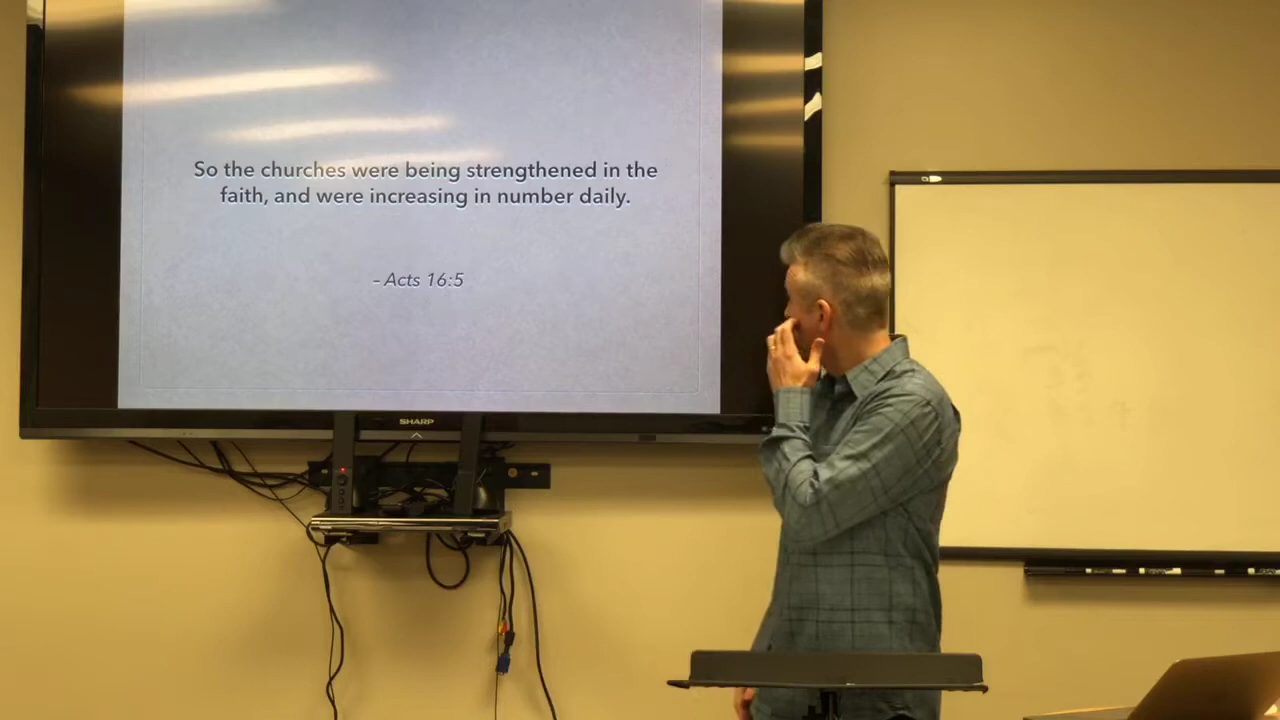 So the churches were being strengthened in the
faith, and were increasing in number daily.
– Acts 16:5
SHARP